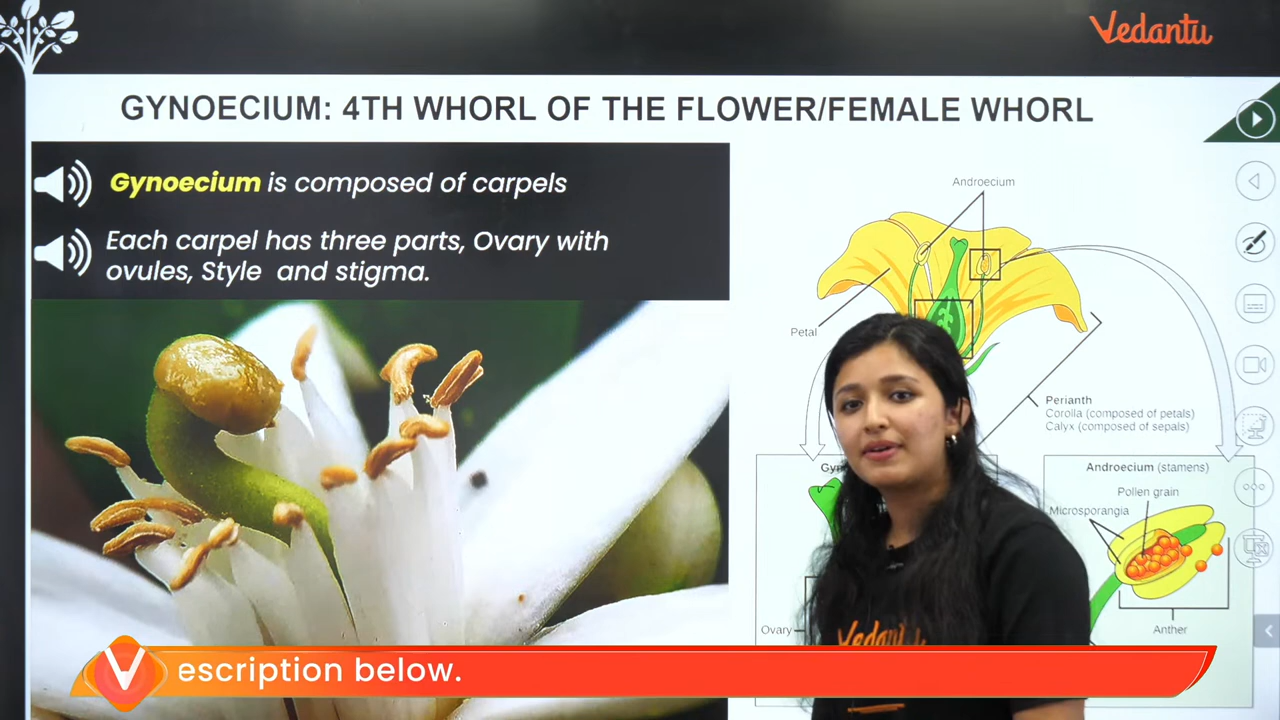 Vedantu
GYNOECIUM: 4TH WHORL OF THE FLOWER/FEMALE WHORL
Gynoecium is composed of carpels
Each carpel has three parts, Ovary with
ovules, Style and stigma.
Androecium
Petal
Perianth
Corolla (composed of petals)
Calyx (composed of sepals)
Androecium (stamens)
Pollen grain
Microsporangia
Anther
Ovary
Vedantu
escription below.